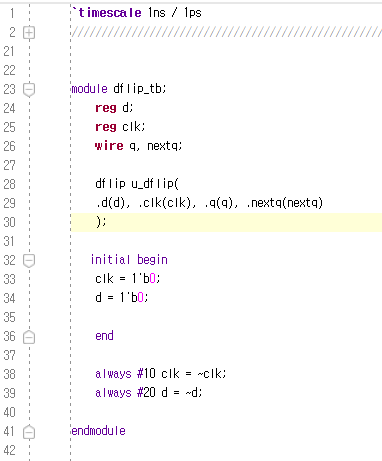 1 `timescale 1ns / 1ps
2 //////////////////////////////////////////////////
21
22
23 module dflip_tb;
24 reg d;
25 reg clk;
26 wire q, nextq;
27
28 dflip u_dflip(
29 .d(d), .clk(clk), .q(q), .nextq(nextq)
30 );
31
32 initial begin
33 clk = 1'b0;
34 d = 1'b0;
35
36 end
37
38 always #10 clk = ~clk;
39 always #20 d = ~d;
40
41 endmodule
42